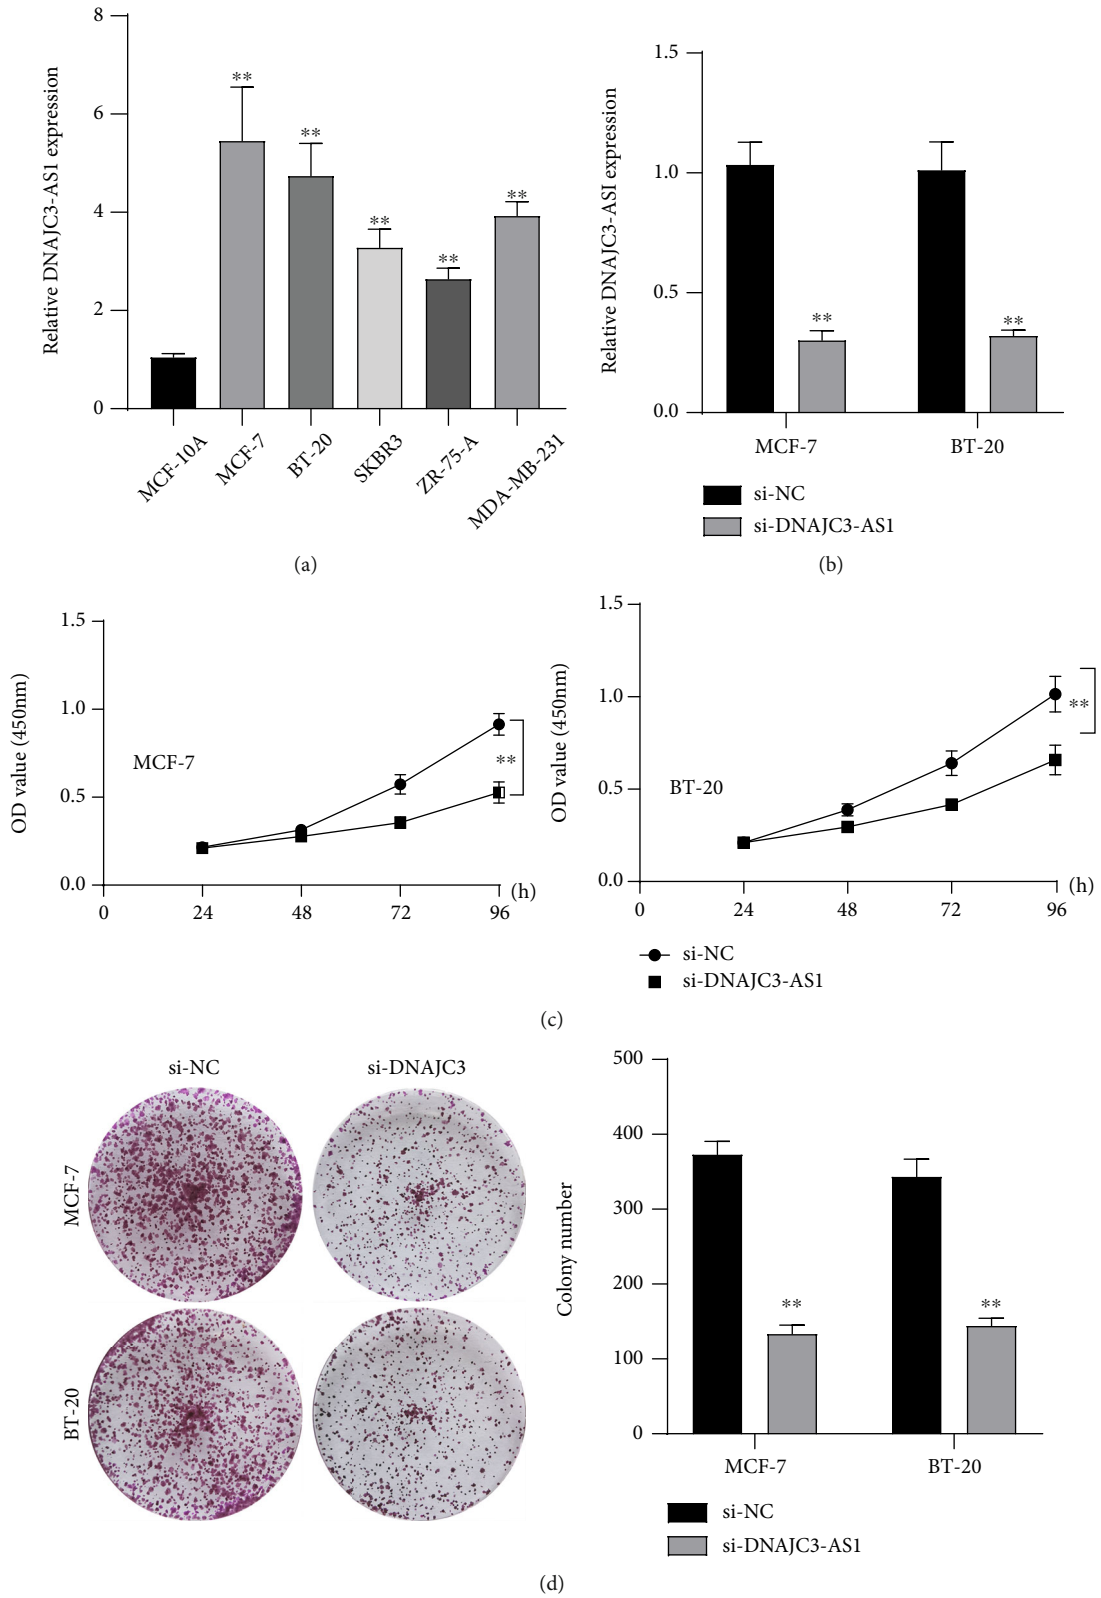 8
6
4
2
0
Relative DNAJC3-AS1 expression
**
**
**
**
**
MCF-10A
MCF-7
BT-20
SKBR3
ZR-75-A
MDA-MB-231
(a)
1.5
1.0
0.5
0.0
Relative DNAJC3-ASI expression
**
**
MCF-7
BT-20
si-NC
si-DNAJC3-AS1
(b)
1.5
1.0
0.5
0.0
OD value (450nm)
MCF-7
**
0
24
48
72
96
(h)
1.5
1.0
0.5
0.0
OD value (450nm)
BT-20
**
0
24
48
72
96
(h)
si-NC
si-DNAJC3-AS1
(c)
si-NC
si-DNAJC3
MCF-7
BT-20
500
400
300
200
100
0
Colony number
**
**
MCF-7
BT-20
si-NC
si-DNAJC3-AS1
(d)